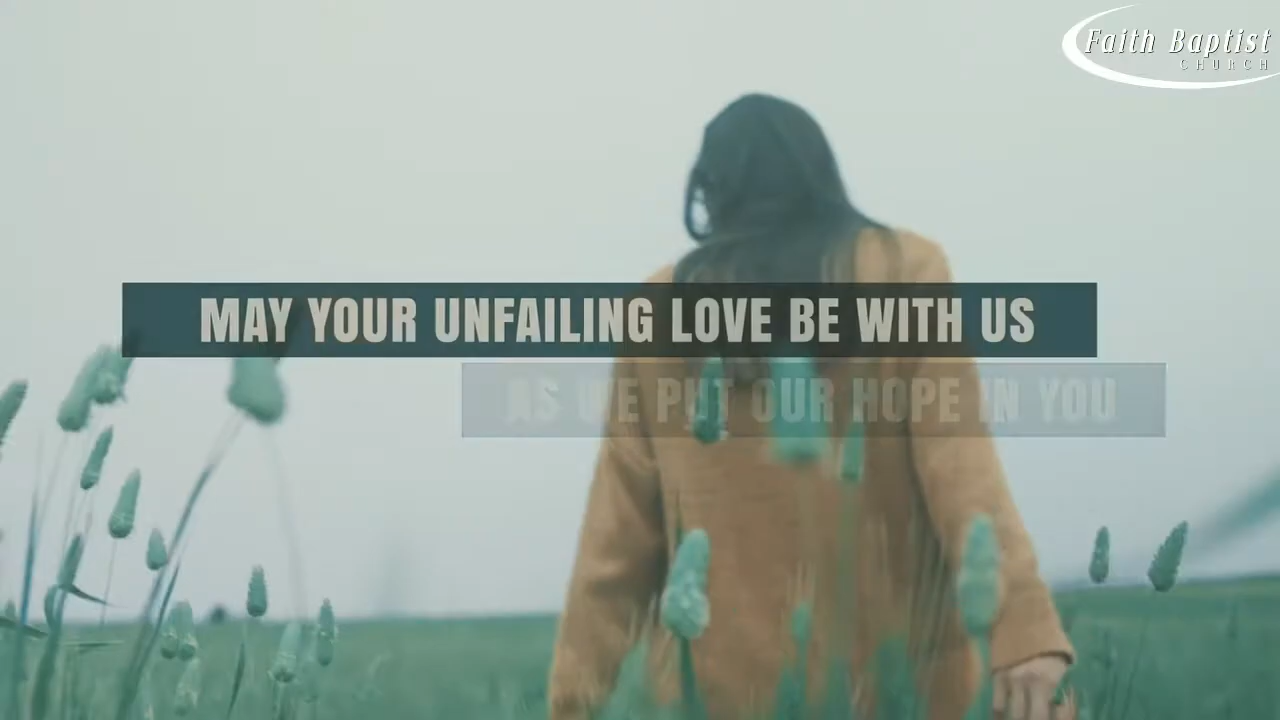 Faith Baptist
CHURCH
MAY YOUR UNFAILING LOVE BE WITH US
AS WE PUT OUR HOPE IN YOU